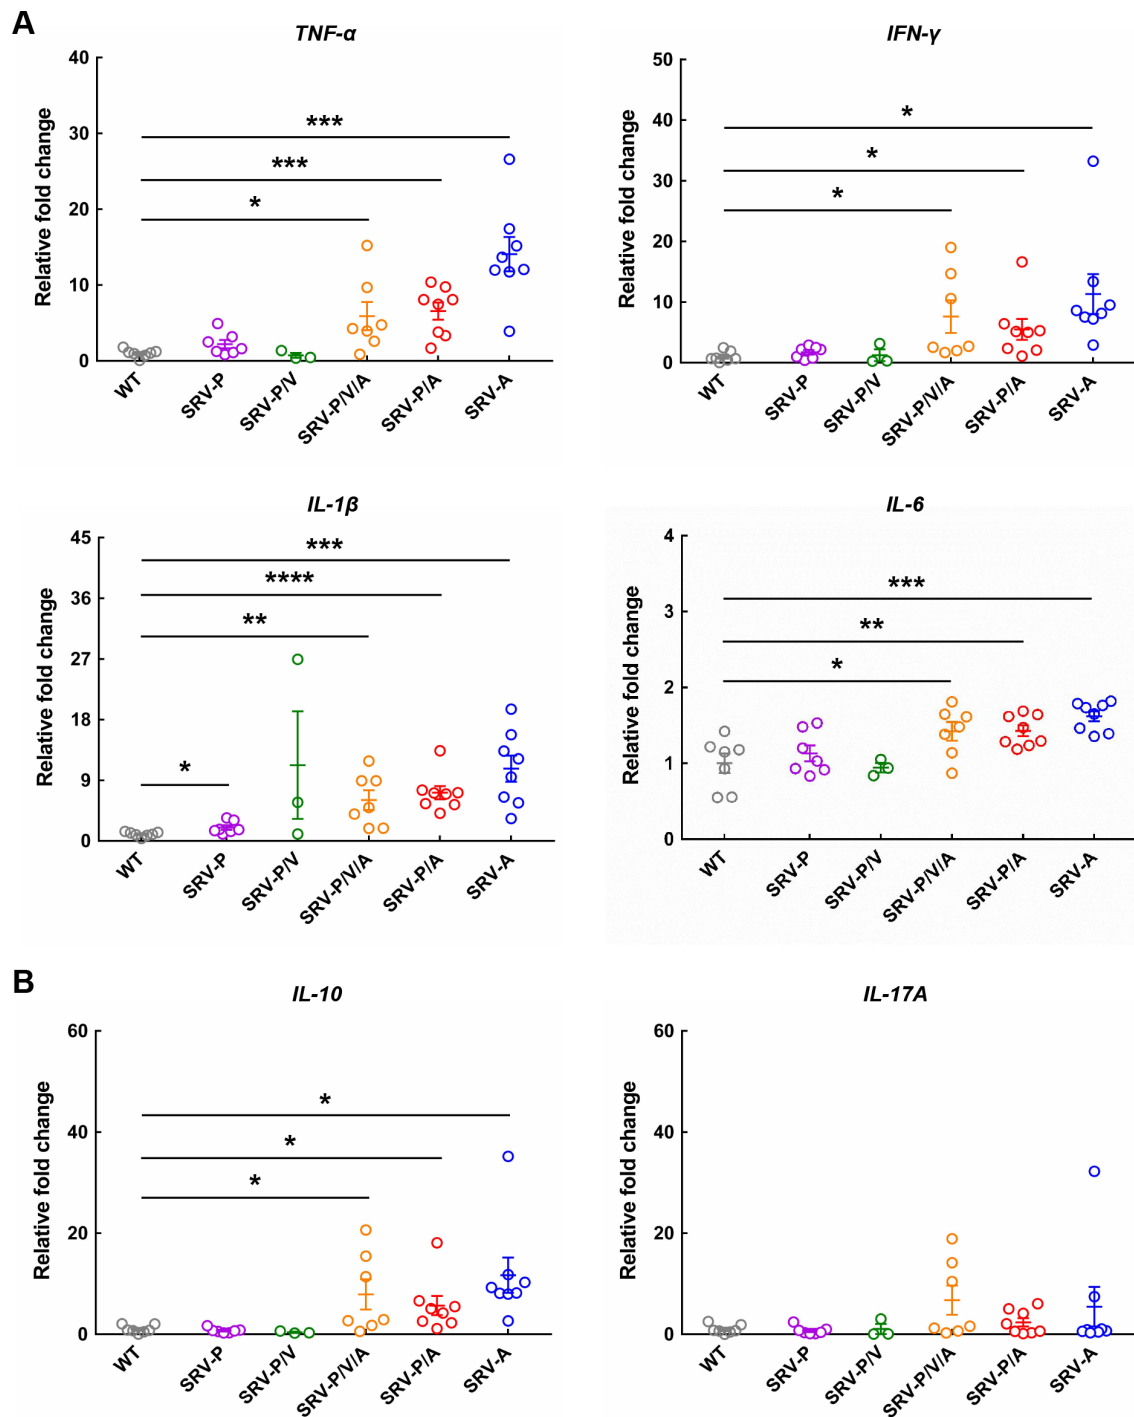 A
TNF-α
Relative fold change
40
30
20
10
0
***
***
*
WT
SRV-P
SRV-P/V
SRV-P/V/A
SRV-P/A
SRV-A
IFN-γ
Relative fold change
50
40
30
20
10
0
*
*
*
WT
SRV-P
SRV-P/V
SRV-P/V/A
SRV-P/A
SRV-A
IL-1β
Relative fold change
45
36
27
18
9
0
***
****
**
*
WT
SRV-P
SRV-P/V
SRV-P/V/A
SRV-P/A
SRV-A
IL-6
Relative fold change
4
3
2
1
0
***
**
*
WT
SRV-P
SRV-P/V
SRV-P/V/A
SRV-P/A
SRV-A
B
IL-10
Relative fold change
60
40
20
0
*
*
*
WT
SRV-P
SRV-P/V
SRV-P/V/A
SRV-P/A
SRV-A
IL-17A
Relative fold change
60
40
20
0
WT
SRV-P
SRV-P/V
SRV-P/V/A
SRV-P/A
SRV-A